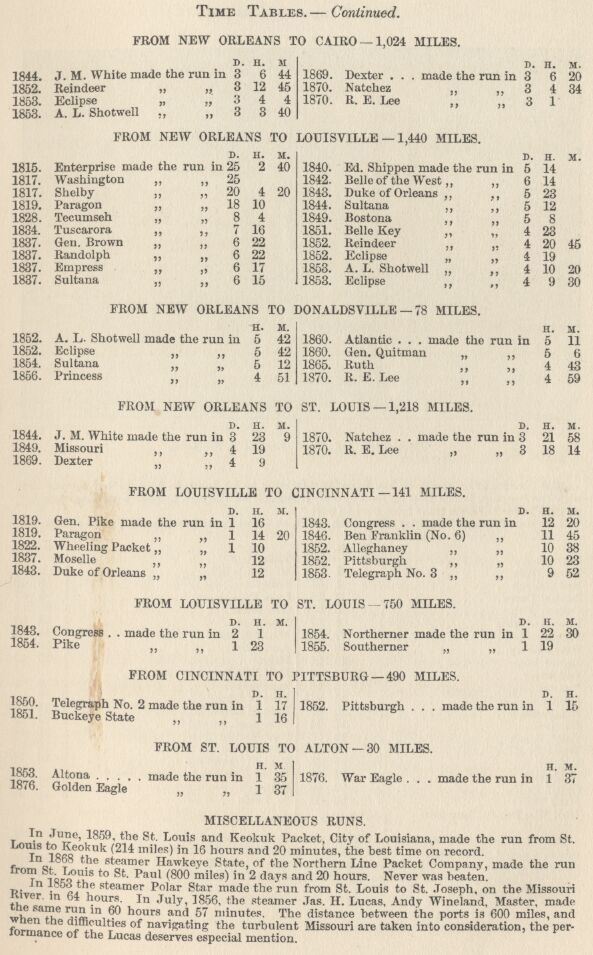 TIME TABLES.— Continued.
FROM NEW ORLEANS TO CAIRO—1,024 MILES.
D. H. M
1844. J. M. White made the run in 3 6 44
1852. Reindeer „ „ 3 12 45
1853. Eclipse „ „ 3 4 4
1853. A. L. Shotwell „ „ 3 3 40
D. H. M.
1869. Dexter . . . made the run in 3 6 20
1870. Natchez „ „ 3 4 34
1870. R. E. Lee „ „ 3 1
FROM NEW ORLEANS TO LOUISVILLE—1,440 MILES.
D. H. M.
1815. Enterprise made the run in 25 2 40
1817. Washington „ „ 25
1817. Shelby „ „ 20 4 20
1819. Paragon „ „ 18 10
1828. Tecumseh „ „ 8 4
1834. Tuscarora „ „ 7 16
1837. Gen. Brown „ „ 6 22
1837. Randolph „ „ 6 22
1837. Empress „ „ 6 17
1837. Sultana „ „ 6 15
D. H. M.
1840. Ed. Shippen made the run in 5 14
1842. Belle of the West „ „ 6 14
1843. Duke of Orleans „ „ 5 23
1844. Sultana „ „ 5 12
1849. Bostona „ „ 5 8
1851. Belle Key „ „ 4 23
1852. Reindeer „ „ 4 20 45
1852. Eclipse „ „ 4 19
1853. A. L. Shotwell „ „ 4 10 20
1853. Eclipse „ „ 4 9 30
FROM NEW ORLEANS TO DONALDSVILLE—78 MILES.
H. M.
1852. A. L. Shotwell made the run in 5 42
1852. Eclipse „ „ 5 42
1854. Sultana „ „ 5 12
1856. Princess „ „ 4 51
H. M.
1860. Atlantic . . . made the run in 5 11
1860. Gen. Quitman „ „ 5 6
1865. Ruth „ „ 4 43
1870. R. E. Lee „ „ 4 59
FROM NEW ORLEANS TO ST. LOUIS—1,218 MILES.
D. H. M.
1844. J. M. White made the run in 3 23 9
1849. Missouri „ „ 4 19
1869. Dexter „ „ 4 9
D. H. M.
1870. Natchez . . made the run in 3 21 58
1870. R. E. Lee „ „ 3 18 14
FROM LOUISVILLE TO CINCINNATI—141 MILES.
D. H. M.
1819. Gen. Pike made the run in 1 16
1819. Paragon „ „ 1 14 20
1822. Wheeling Packet „ „ 1 10
1837. Moselle „ „ 12
1843. Duke of Orleans „ „ 12
D. H. M.
1843. Congress . . made the run in 12 20
1846. Ben Franklin (No. 6) „ 11 45
1852. Alleghaney „ „ 10 38
1852. Pittsburgh „ „ 10 23
1853. Telegraph No. 3 „ „ 9 52
FROM LOUISVILLE TO ST. LOUIS—750 MILES.
D. H. M.
1843. Congress . . made the run in 2 1
1854. Pike „ „ 1 23
D. H. M.
1854. Northerner made the run in 1 22 30
1855. Southerner „ „ 1 19
FROM CINCINNATI TO PITTSBURG—490 MILES.
D. H.
1850. Telegraph No. 2 made the run in 1 17
1851. Buckeye State „ „ 1 16
D. H.
1852. Pittsburgh . . . made the run in 1 15
FROM ST. LOUIS TO ALTON—30 MILES.
H. M.
1853. Altona . . . . . made the run in 1 35
1876. Golden Eagle „ „ 1 37
H. M.
1876. War Eagle . . . made the run in 1 37
MISCELLANEOUS RUNS.
In June, 1859, the St. Louis and Keokuk Packet, City of Louisiana, made the run from St.
Louis to Keokuk (214 miles) in 16 hours and 20 minutes, the best time on record.
In 1868 the steamer Hawkeye State, of the Northern Line Packet Company, made the run
from St. Louis to St. Paul (800 miles) in 2 days and 20 hours. Never was beaten.
In 1853 the steamer Polar Star made the run from St. Louis to St. Joseph, on the Missouri
River, in 64 hours. In July, 1856, the steamer Jas. H. Lucas, Andy Wineland, Master, made
the same run in 60 hours and 57 minutes. The distance between the ports is 600 miles, and
when the difficulties of navigating the turbulent Missouri are taken into consideration, the per-
formance of the Lucas deserves especial mention.